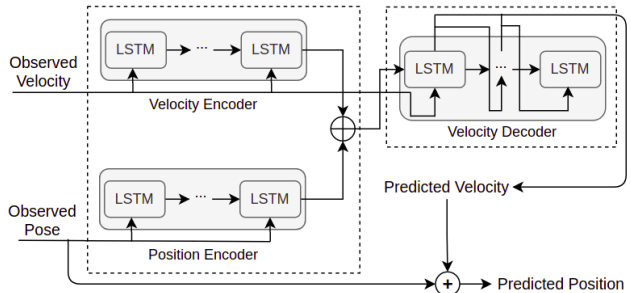 LSTM
...
LSTM
Observed
Velocity
Velocity Encoder
LSTM
...
LSTM
Velocity Decoder
LSTM
...
LSTM
Observed
Pose
Position Encoder
Predicted Velocity
+
Predicted Position